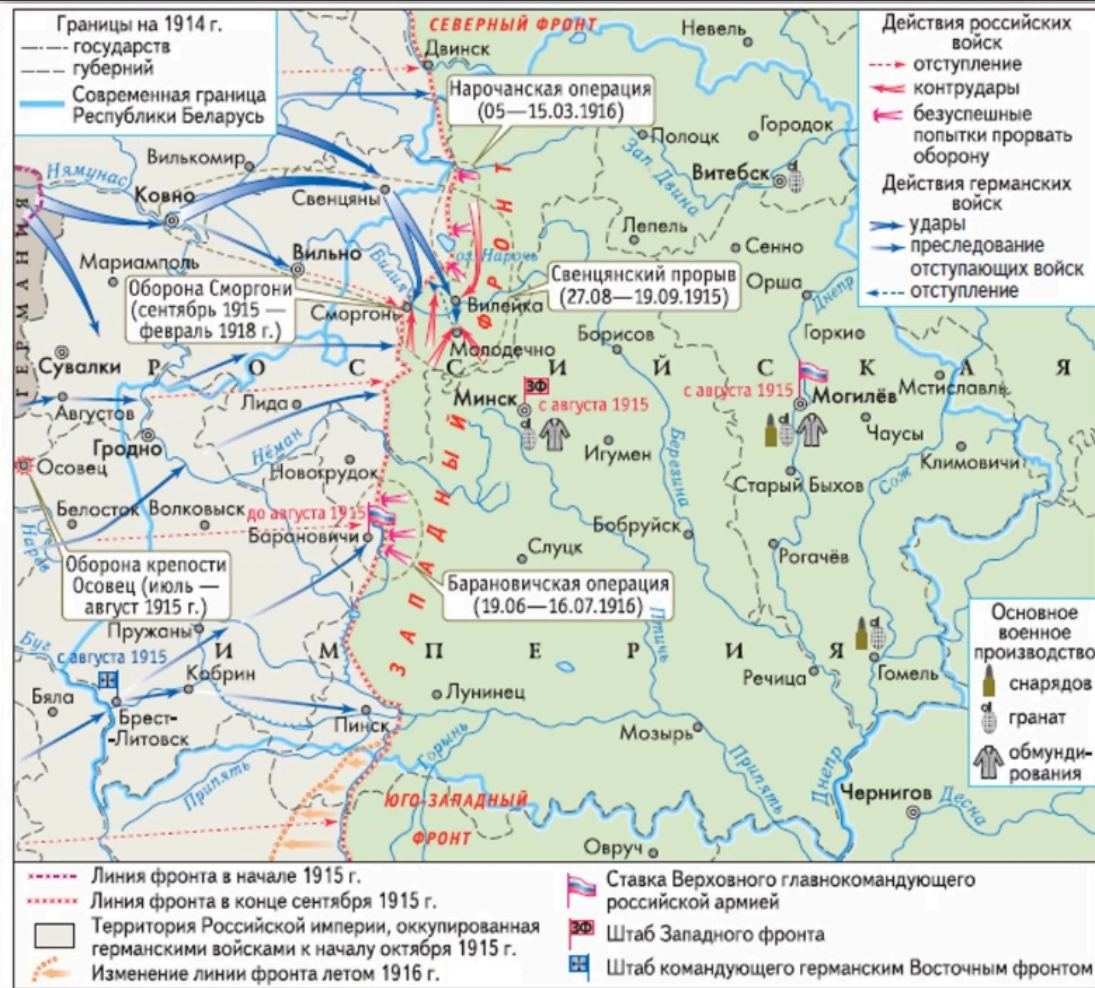 Границы на 1914 г.
государств
губерний
Современная граница
Республики Беларусь
СЕВЕРНЫЙ ФРОНТ
Двинск
Невель
Действия российских
войск
отступление
контрудары
безуспешные
попытки прорвать
оборону
Действия германских
войск
удары
преследование
отступающих войск
отступление
Нарочанская операция
(05—15.03.1916)
Полоцк
Городок
Зап. Двина
Витебск
Вилькомир
Нямунас
Ковно
Свенцяны
Лепель
Сенно
Мариамполь
Вильно
Вилия
оз. Нарочь
Оборона Сморгони
(сентябрь 1915 —
февраль 1918 г.)
Свенцянский прорыв
(27.08—19.09.1915)
Орша
Днепр
Сморгонь
Вилейка
Молодечно
Борисов
Горки
ГЕРМАНИЯ
РОССИЙСКАЯ
Сувалки
Августов
Лида
Гродно
Минск
ЗФ
с августа 1915
с августа 1915
Могилёв
Мстиславль
Чаусы
Климовичи
Осовец
Нёман
Новогрудок
Игумен
Березина
Старый Быхов
Сож
Белосток
Волковыск
до августа 1915
Барановичи
Бобруйск
Нарев
Слуцк
Рогачёв
Оборона крепости
Осовец (июль —
август 1915 г.)
Барановичская операция
(19.06—16.07.1916)
ЗАПАДНЫЙ ФРОНТ
Пружаны
Буг
с августа 1915
ИМПЕРИЯ
Птичь
Кобрин
Бяла
Брест-
-Литовск
Лунинец
Пинск
Речица
Гомель
Мозырь
Горынь
Припять
Припять
Днепр
Чернигов
Десна
ЮГО-ЗАПАДНЫЙ
ФРОНТ
Овруч
Основное
военное
производство
снарядов
гранат
обмунди-
рования
Линия фронта в начале 1915 г.
Линия фронта в конце сентября 1915 г.
Территория Российской империи, оккупированная
германскими войсками к началу октября 1915 г.
Изменение линии фронта летом 1916 г.
Ставка Верховного главнокомандующего
российской армией
ЗФ
Штаб Западного фронта
Штаб командующего германским Восточным фронтом